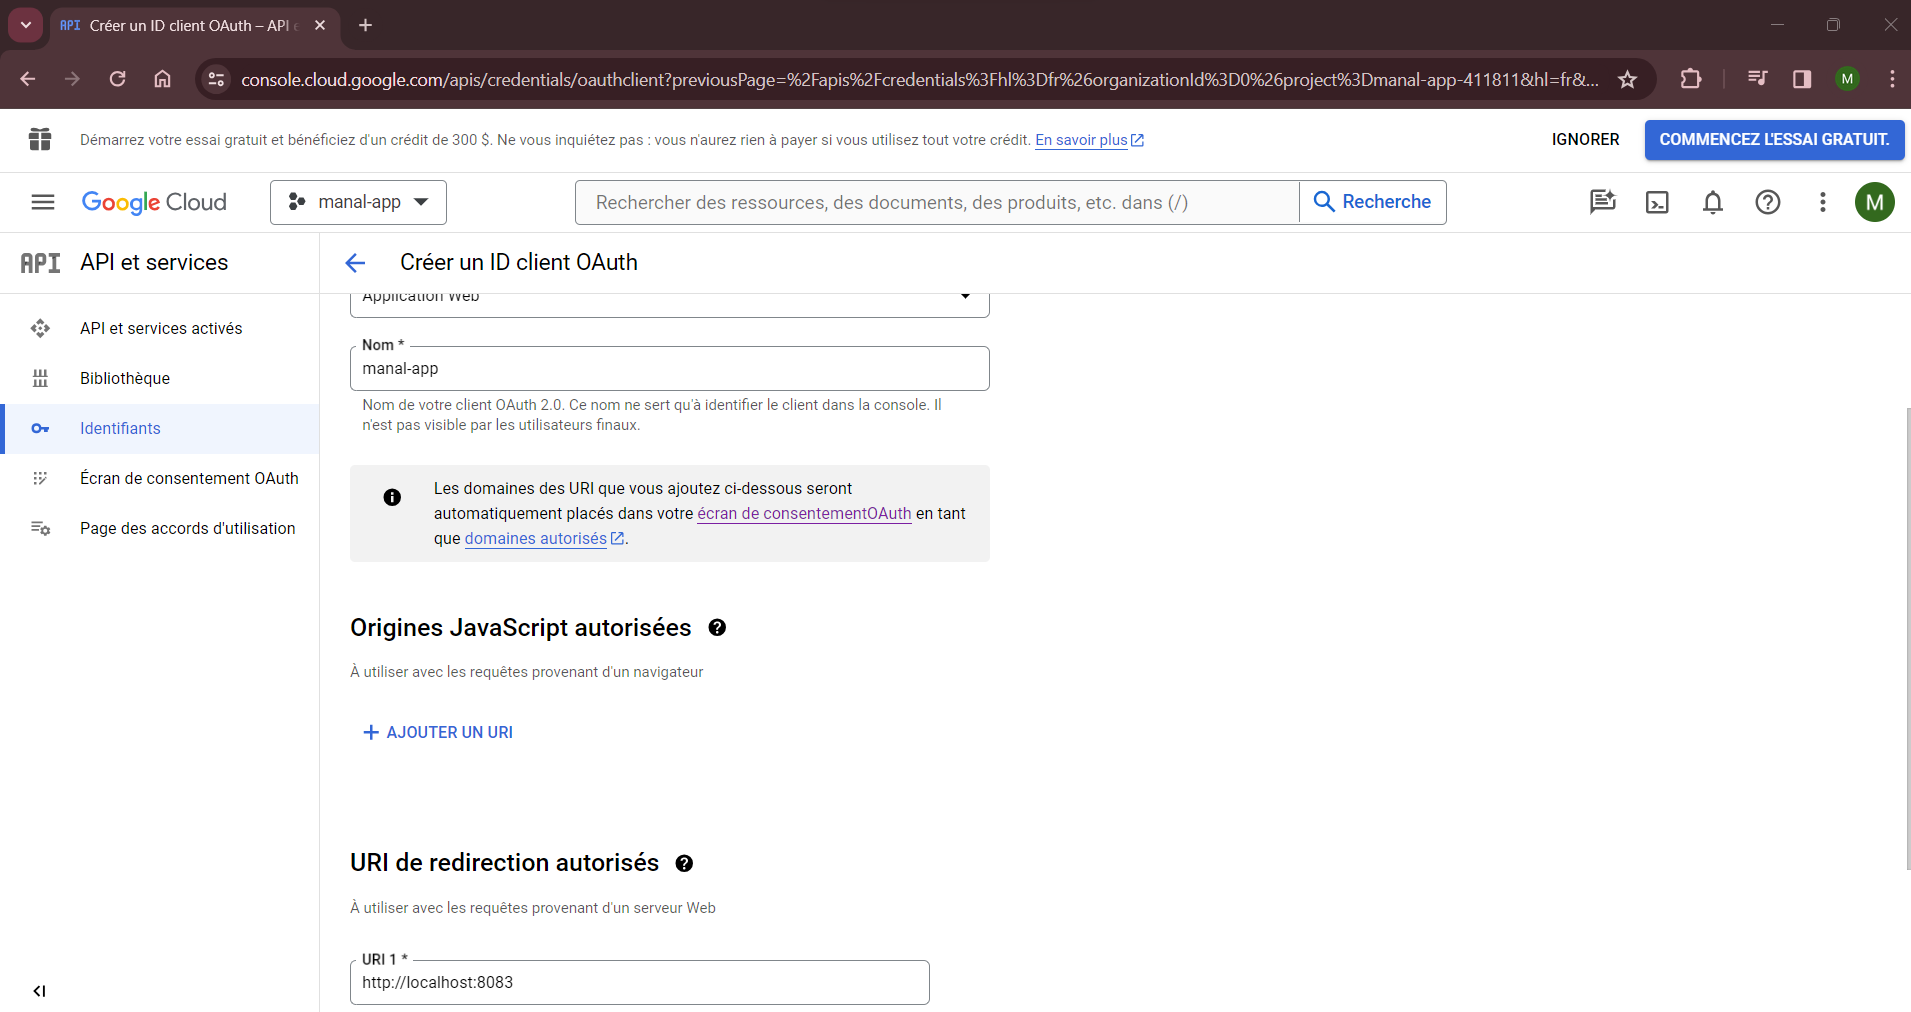 API Créer un ID client OAuth – API e
console.cloud.google.com/apis/credentials/oauthclient?previousPage=%2Fapis%2Fcredentials%3Fhl%3Dfr%26organizationId%3D0%26project%3Dmanal-app-411811&hl=fr&...
M
Démarrez votre essai gratuit et bénéficiez d'un crédit de 300 $. Ne vous inquiétez pas : vous n'aurez rien à payer si vous utilisez tout votre crédit. En savoir plus
IGNORER
COMMENCEZ L'ESSAI GRATUIT.
Google Cloud
manal-app
Rechercher des ressources, des documents, des produits, etc. dans (/)
Recherche
M
API API et services
Créer un ID client OAuth
API et services activés
Bibliothèque
Identifiants
Écran de consentement OAuth
Page des accords d'utilisation
Application Web
Nom *
manal-app
Nom de votre client OAuth 2.0. Ce nom ne sert qu'à identifier le client dans la console. Il
n'est pas visible par les utilisateurs finaux.
Les domaines des URI que vous ajoutez ci-dessous seront
automatiquement placés dans votre écran de consentementOAuth en tant
que domaines autorisés.
Origines JavaScript autorisées
À utiliser avec les requêtes provenant d'un navigateur
+ AJOUTER UN URI
URI de redirection autorisés
À utiliser avec les requêtes provenant d'un serveur Web
URI 1 *
http://localhost:8083